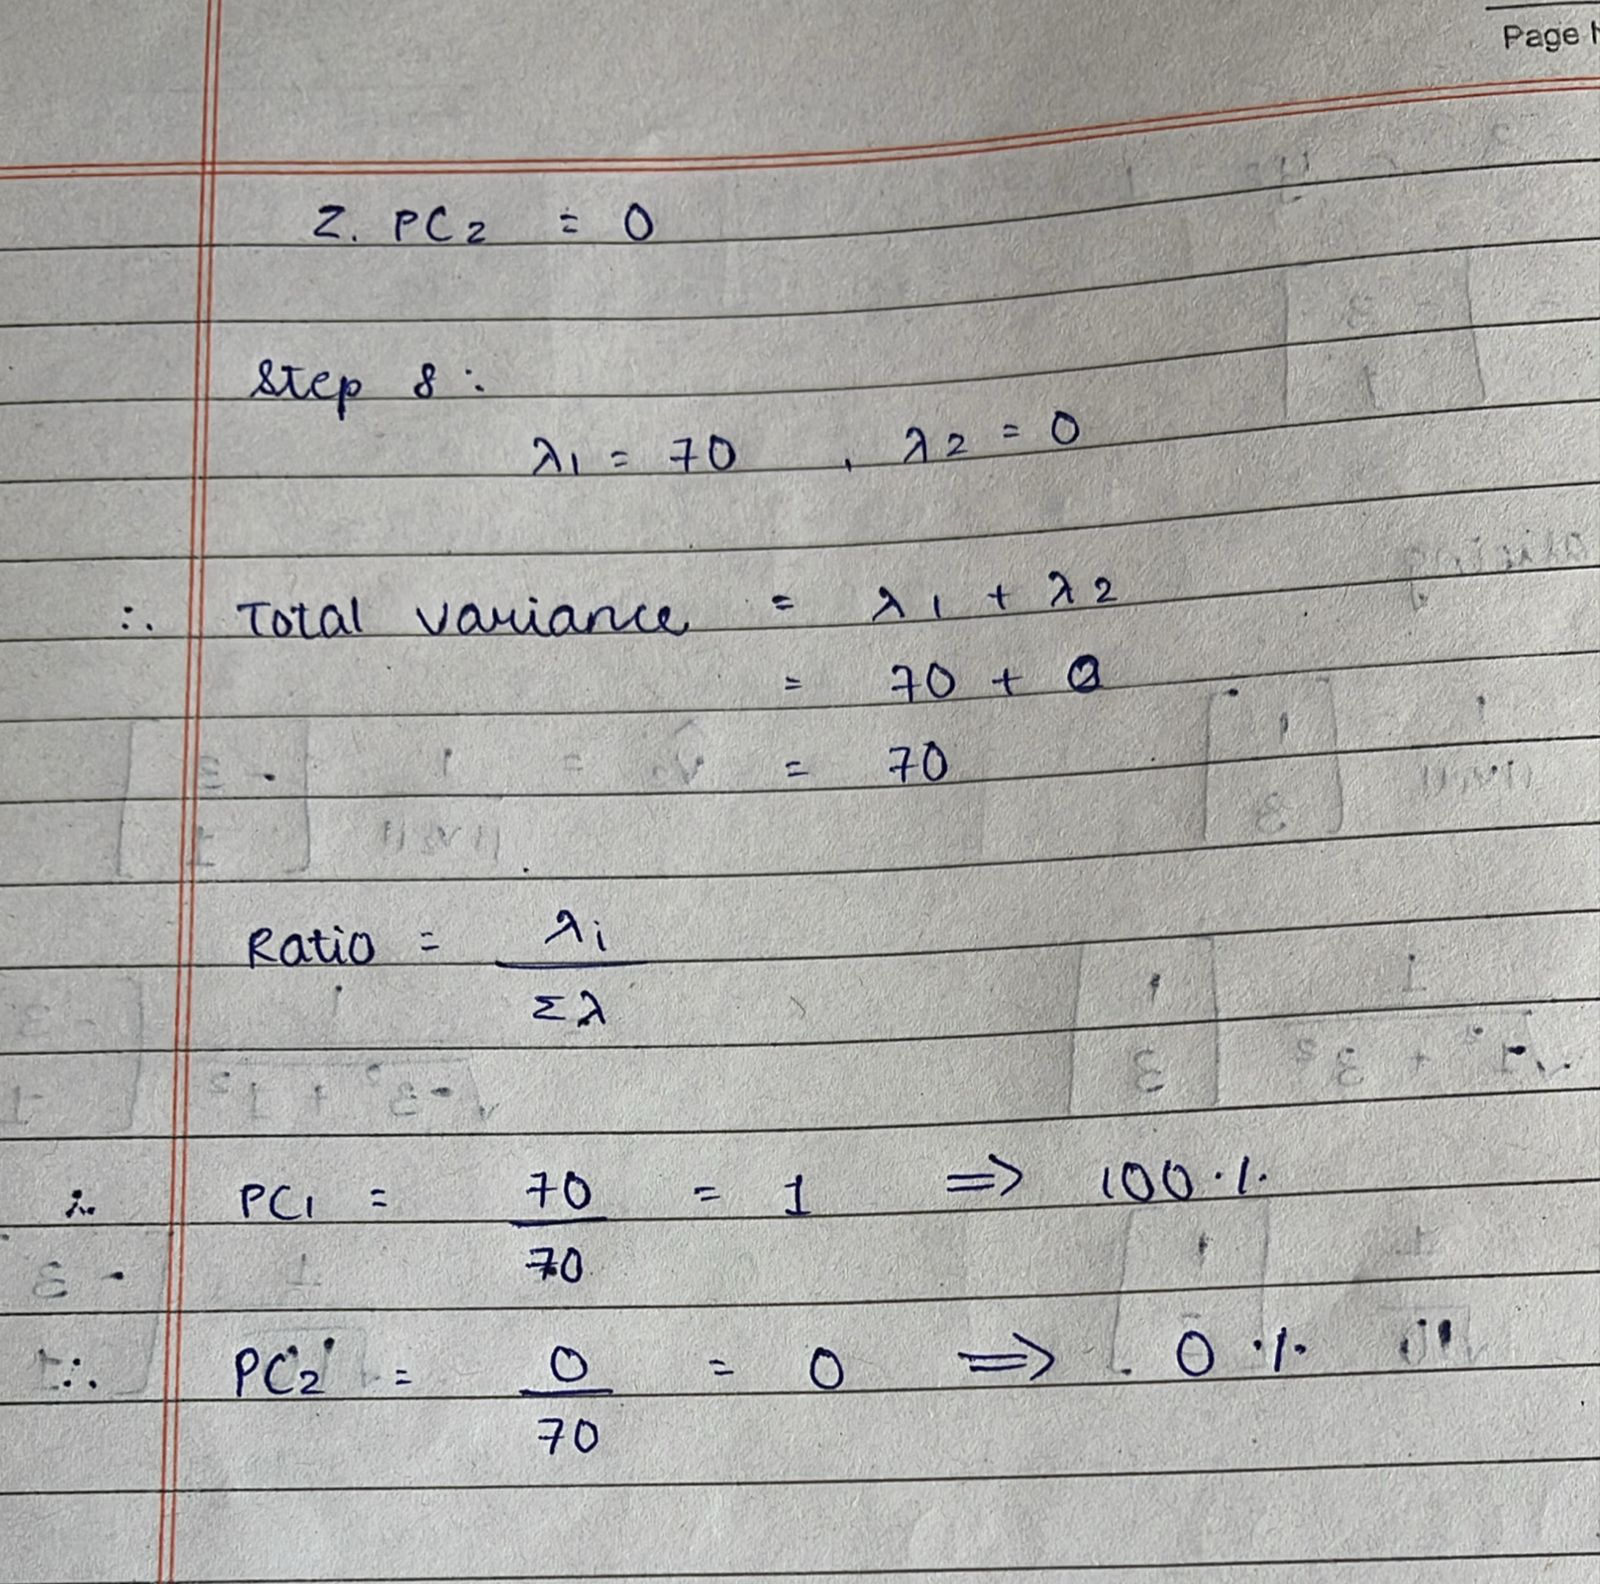 Page N
2. PC2 = 0
Step 8:
λ1 = 70 , λ2 = 0
∴ Total variance = λ1 + λ2
= 70 + 0
= 70
Ratio = λi
Σλ
∴ PC1 = 70 = 1 ⇒ 100 %
70
∴ PC2 = 0 = 0 ⇒ 0 %
70